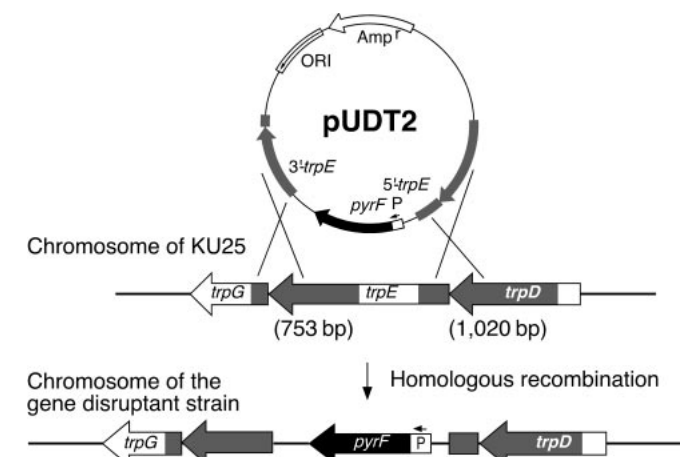 Amp r
ORI
pUDT2
3'-trpE
5'-trpE
pyrF P
Chromosome of KU25
trpG trpE trpD
(753 bp) (1,020 bp)
Chromosome of the
gene disruptant strain
Homologous recombination
trpG pyrF P trpD